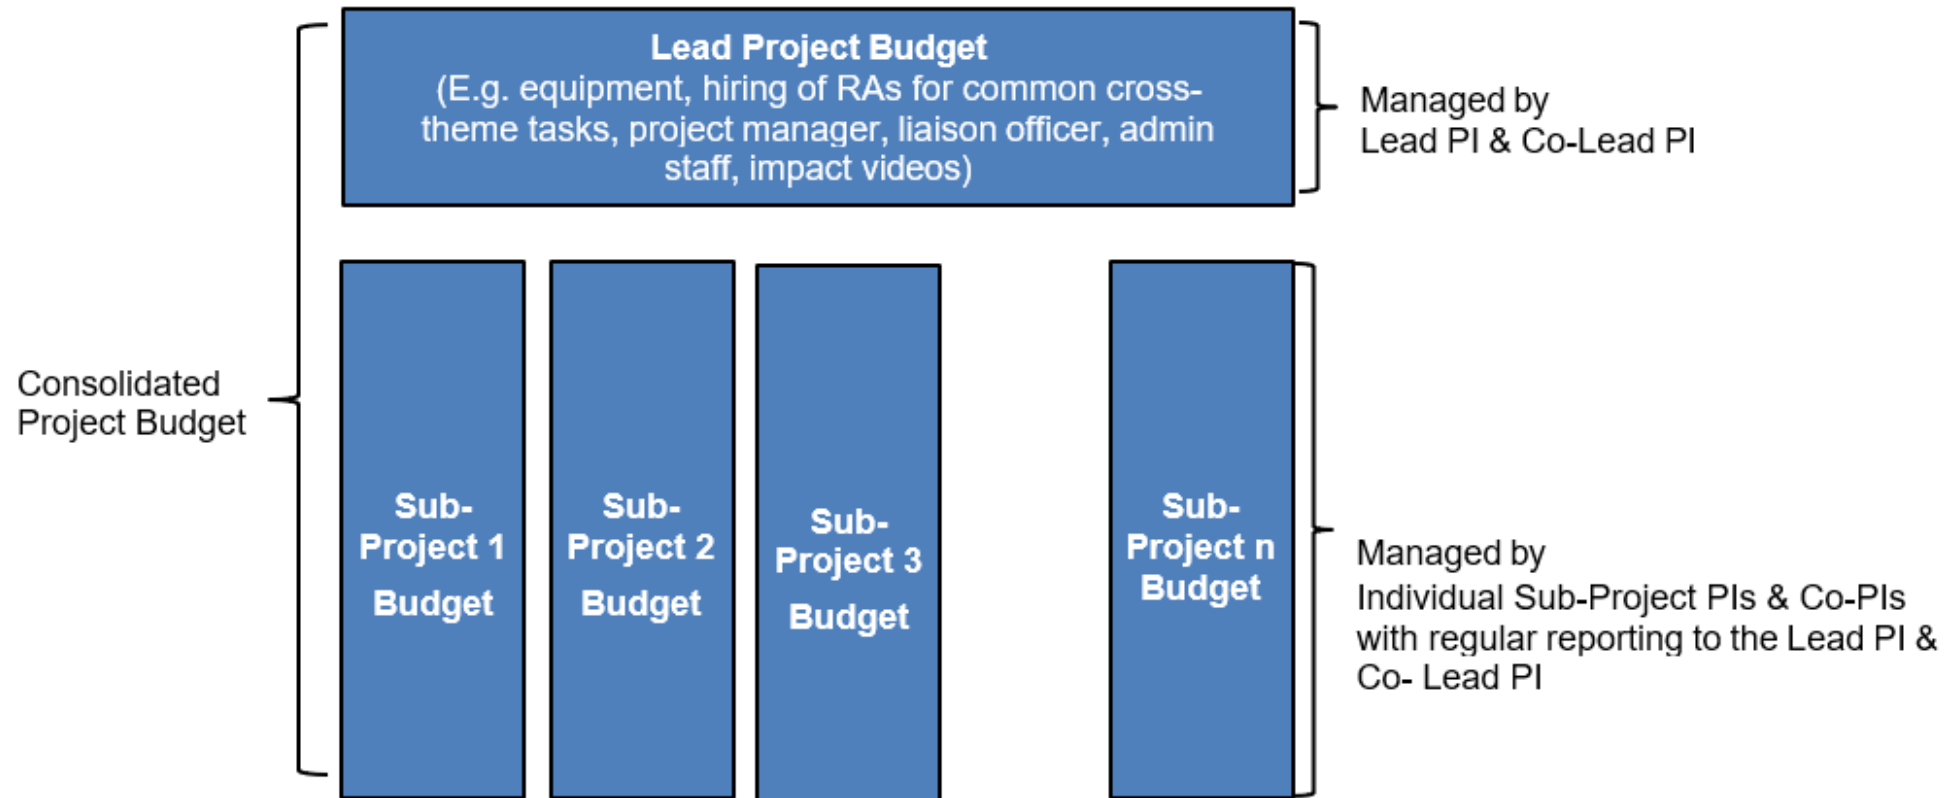 Lead Project Budget
(E.g. equipment, hiring of RAs for common cross-
theme tasks, project manager, liaison officer, admin
staff, impact videos)
Managed by
Lead PI & Co-Lead PI
Consolidated
Project Budget
Sub-
Project 1
Budget
Sub-
Project 2
Budget
Sub-
Project 3
Budget
Sub-
Project n
Budget
Managed by
Individual Sub-Project PIs & Co-PIs
with regular reporting to the Lead PI &
Co- Lead PI